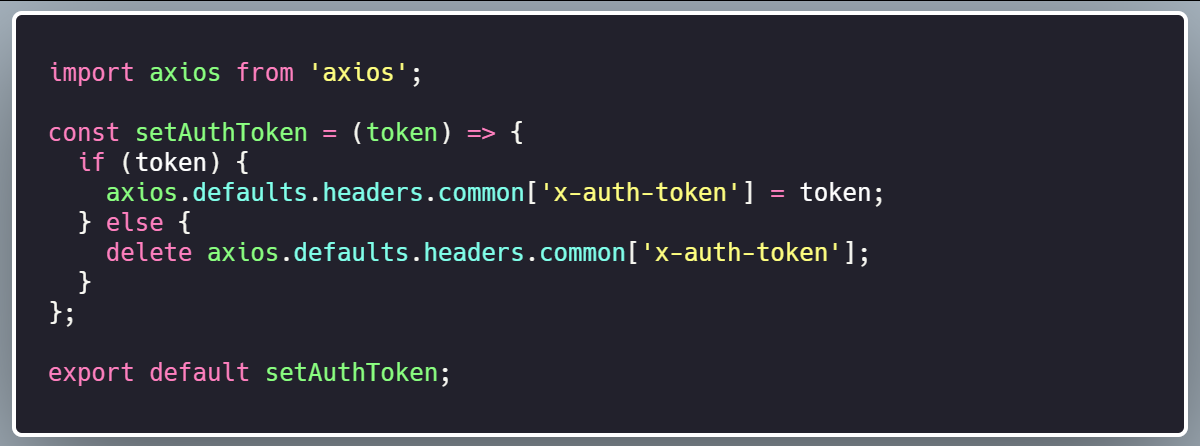 import axios from 'axios';
const setAuthToken = (token) => {
  if (token) {
    axios.defaults.headers.common['x-auth-token'] = token;
  } else {
    delete axios.defaults.headers.common['x-auth-token'];
  }
};
export default setAuthToken;